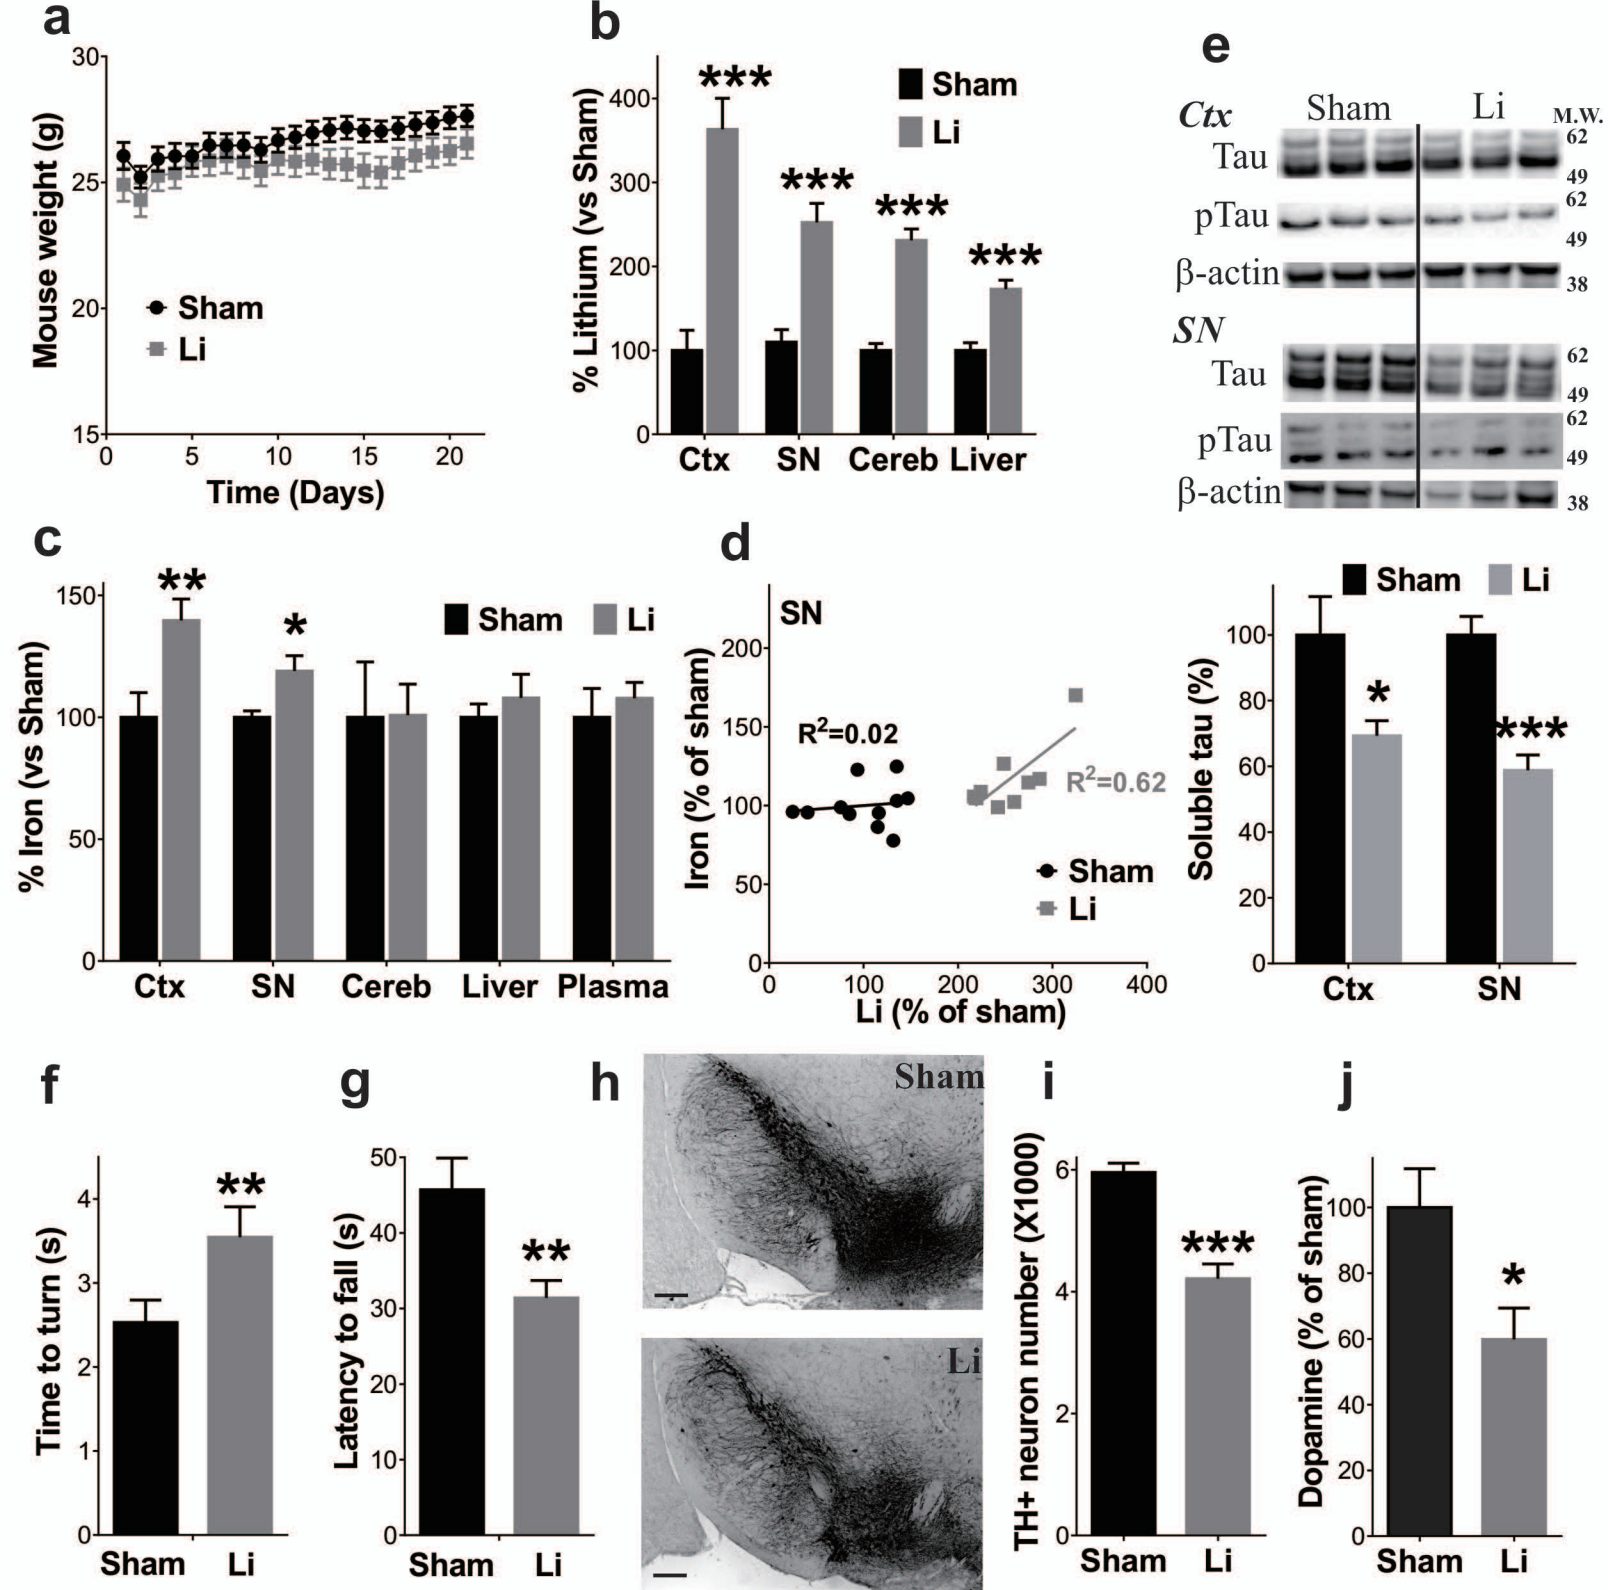 a
30
25
20
15
0 5 10 15 20
Mouse weight (g)
Time (Days)
Sham
Li
b
400
300
200
100
0
% Lithium (vs Sham)
*** *** *** ***
Sham
Li
Ctx SN Cereb Liver
e
Ctx Sham Li M.W.
Tau 62
49
pTau 62
49
β-actin 38
SN
Tau 62
49
pTau 62
49
β-actin 38
Sham Li
100
80
60
40
20
0
Soluble tau (%)
* ***
Ctx SN
c
150
100
50
0
% Iron (vs Sham)
** *
Sham Li
Ctx SN Cereb Liver Plasma
d
SN
200
150
100
50
0
Iron (% of sham)
R²=0.02
R²=0.62
Sham
Li
0 100 200 300 400
Li (% of sham)
f
4
3
2
1
0
Time to turn (s)
**
Sham Li
g
50
40
30
20
10
0
Latency to fall (s)
**
Sham Li
h
Sham
Li
i
6
4
2
0
TH+ neuron number (X1000)
***
Sham Li
j
100
80
60
40
20
0
Dopamine (% of sham)
*
Sham Li